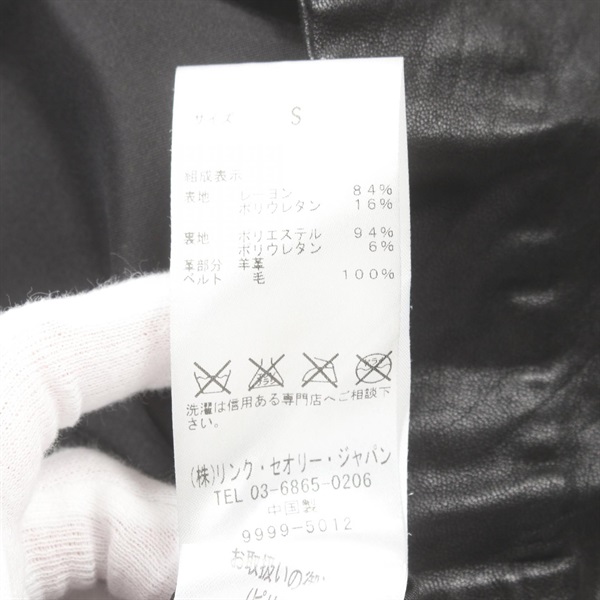 サイズ S
組成表示
表地 レーヨン 84%
ポリウレタン 16%
裏地 ポリエステル 94%
ポリウレタン 6%
革部分 羊革
ベルト 毛 100%
洗濯は信用ある専門店へご相談下
さい。
(株)リンク・セオリー・ジャパン
TEL 03-6865-0206
中国製
9999-5012